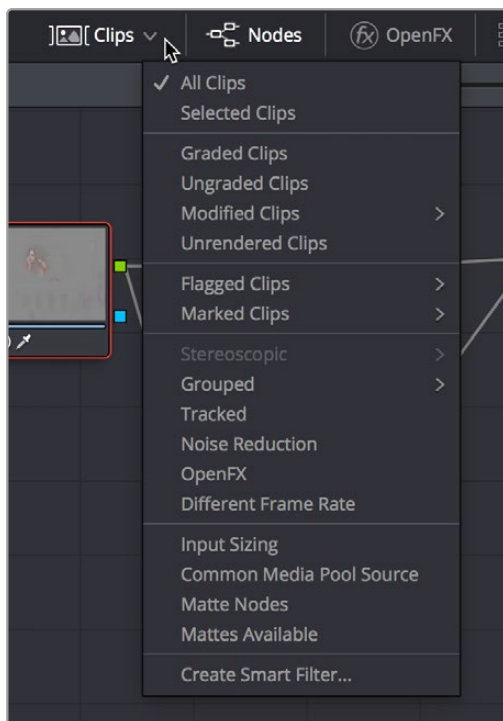 Clips
Nodes
OpenFX
All Clips
Selected Clips
Graded Clips
Ungraded Clips
Modified Clips
Unrendered Clips
Flagged Clips
Marked Clips
Stereoscopic
Grouped
Tracked
Noise Reduction
OpenFX
Different Frame Rate
Input Sizing
Common Media Pool Source
Matte Nodes
Mattes Available
Create Smart Filter...